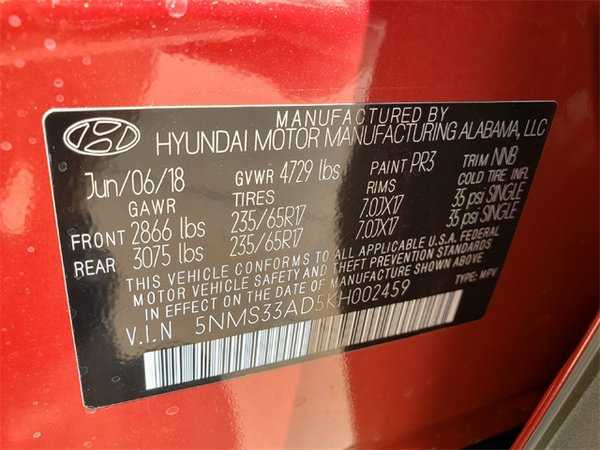 MANUFACTURED BY
HYUNDAI MOTOR MANUFACTURING ALABAMA, LLC
Jun/06/18 GVWR 4729 lbs PAINT PR3 TRIM NNB
GAWR TIRES RIMS COLD TIRE INFL
FRONT 2866 lbs 235/65R17 7.0JX17 35 psi SINGLE
REAR 3075 lbs 235/65R17 7.0JX17 35 psi SINGLE
THIS VEHICLE CONFORMS TO ALL APPLICABLE U.S.A. FEDERAL
MOTOR VEHICLE SAFETY AND THEFT PREVENTION STANDARDS
IN EFFECT ON THE DATE OF MANUFACTURE SHOWN ABOVE.
V.I.N 5NMS33AD5KH002459 TYPE: MPV